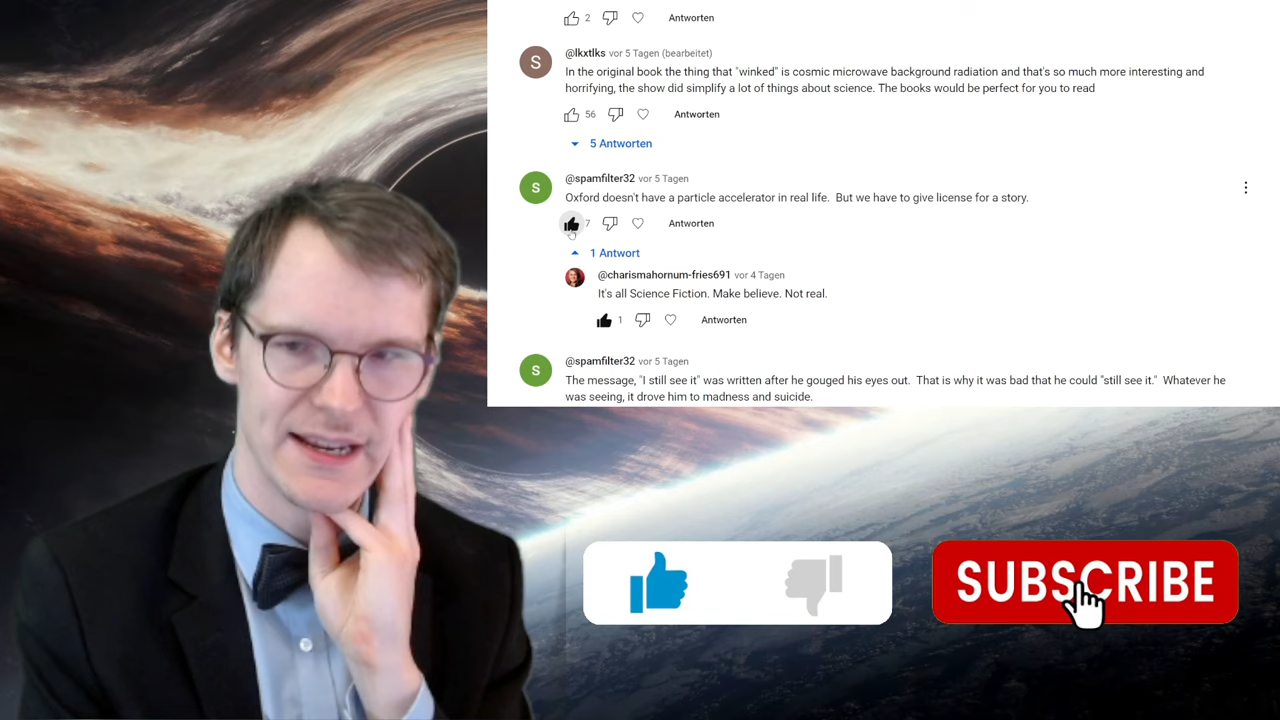 2 Antworten
S @lkxtlks vor 5 Tagen (bearbeitet)
In the original book the thing that "winked" is cosmic microwave background radiation and that's so much more interesting and
horrifying, the show did simplify a lot of things about science. The books would be perfect for you to read
56 Antworten
5 Antworten
S @spamfilter32 vor 5 Tagen
Oxford doesn't have a particle accelerator in real life. But we have to give license for a story.
7 Antworten
1 Antwort
@charismahornum-fries691 vor 4 Tagen
It's all Science Fiction. Make believe. Not real.
1 Antworten
S @spamfilter32 vor 5 Tagen
The message, "I still see it" was written after he gouged his eyes out. That is why it was bad that he could "still see it." Whatever he
was seeing, it drove him to madness and suicide.
SUBSCRIBE